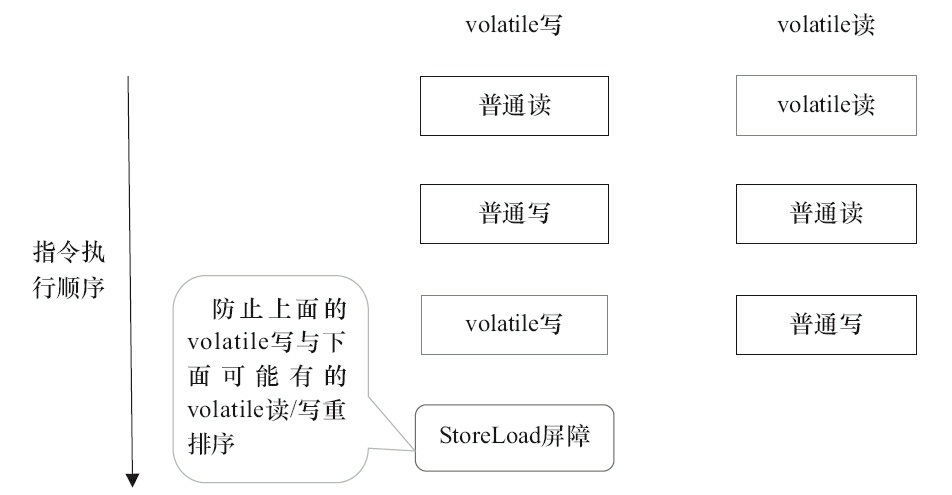 volatile写
volatile读
普通读
volatile读
普通写
普通读
指令执
行顺序
防止上面的
volatile写与下
面可能有的
volatile读/写重
排序
volatile写
普通写
StoreLoad屏障